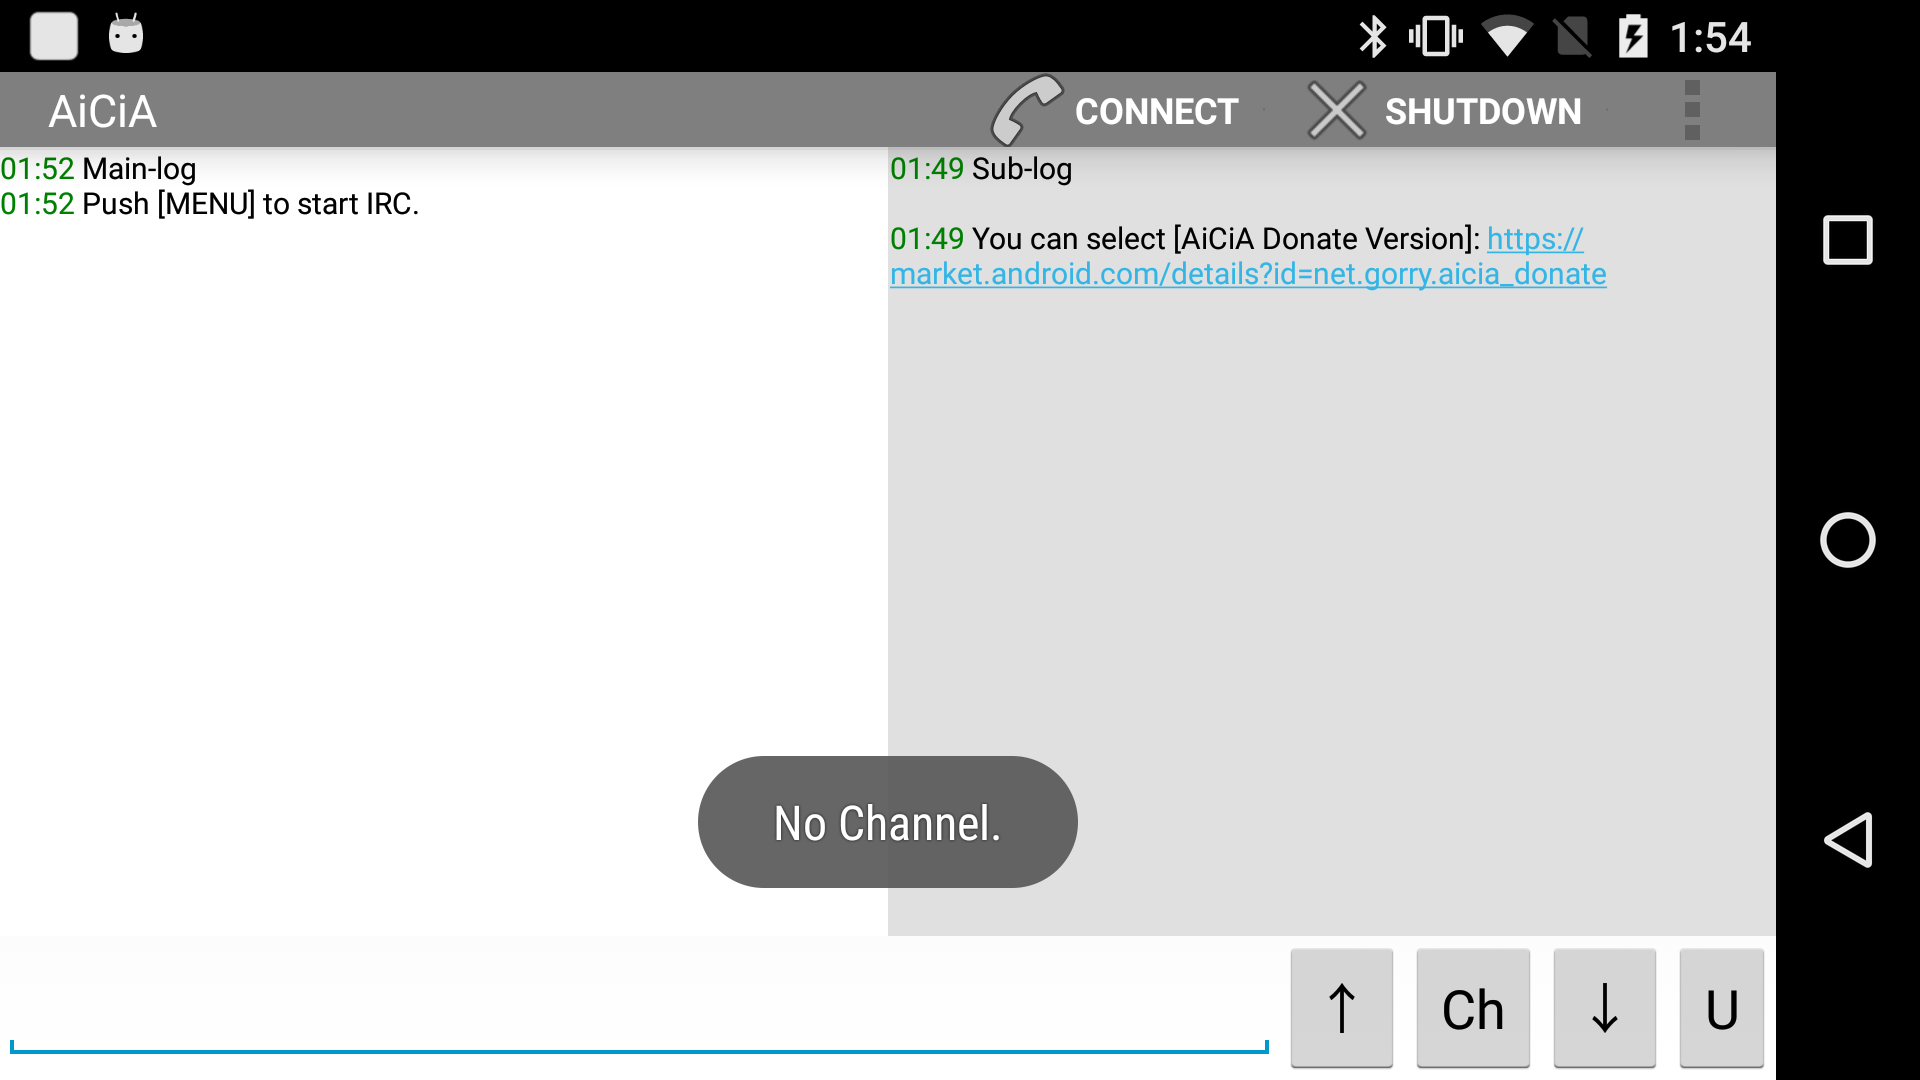 1:54
AiCiA
CONNECT
SHUTDOWN
01:52 Main-log
01:52 Push [MENU] to start IRC.
01:49 Sub-log
01:49 You can select [AiCiA Donate Version]: https://
market.android.com/details?id=net.gorry.aicia_donate
No Channel.
↑
Ch
↓
U